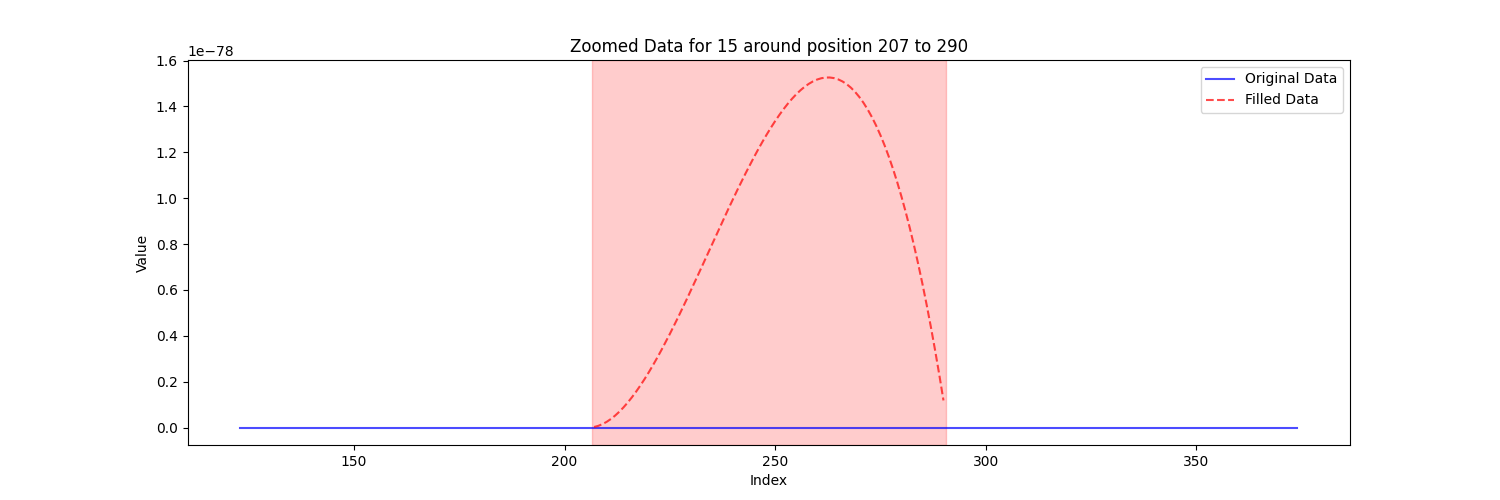 Zoomed Data for 15 around position 207 to 290
1e−78
1.6
1.4
1.2
1.0
0.8
0.6
0.4
0.2
0.0
Value
Original Data
Filled Data
150
200
250
300
350
Index